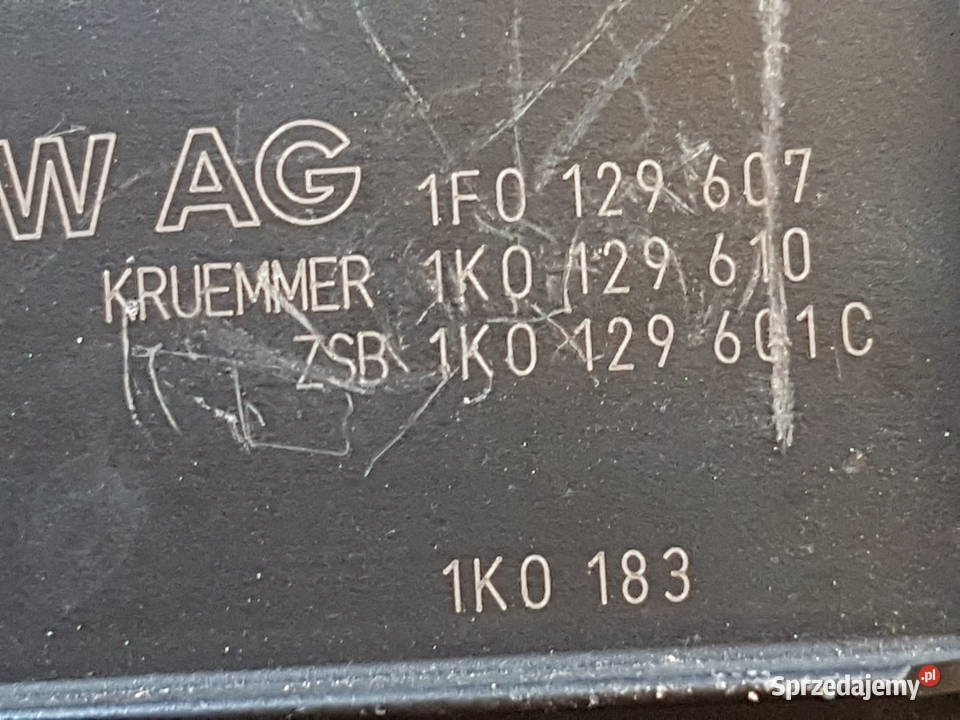 W AG 1F0 129 607
KRUEMMER 1K0 129 610
ZSB 1K0 129 601 C
1K0 183
Sprzedajemy.pl